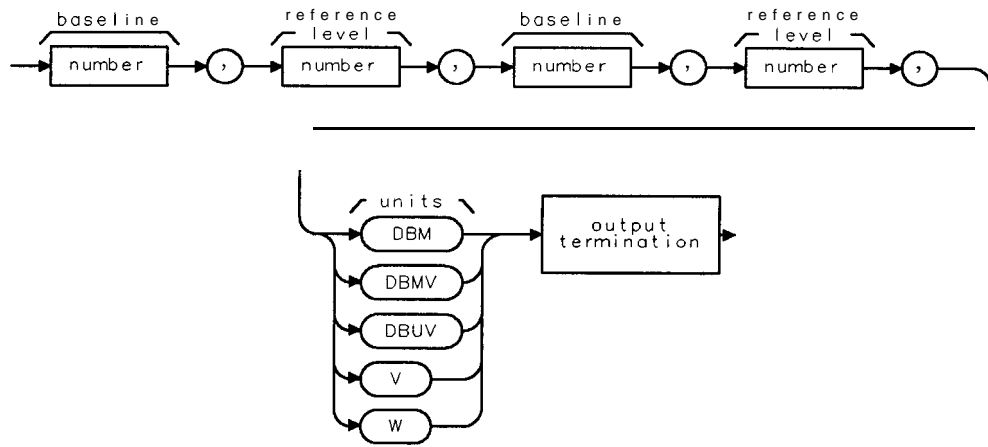 baseline reference baseline reference
level level
number , number , number , number ,
units
DBM
output
termination
DBMV
DBUV
V
W